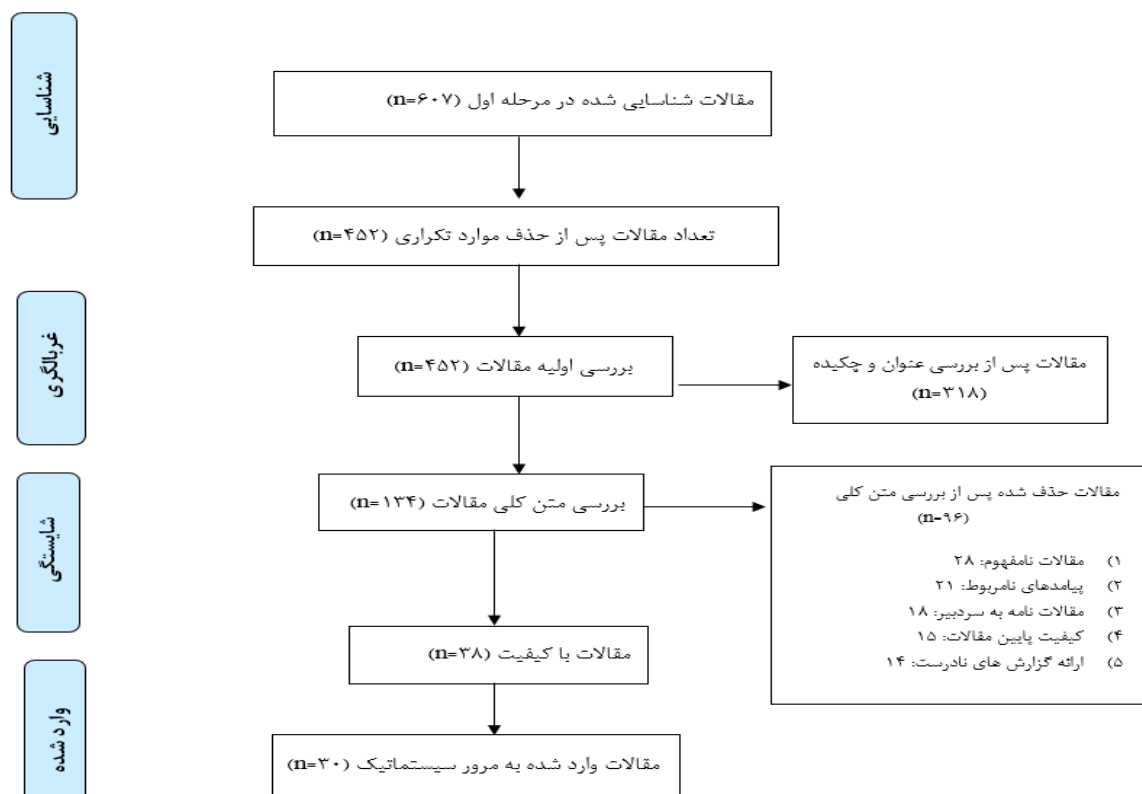 شناسایی
مقالات شناسایی شده در مرحله اول (n=۶۰۷)
تعداد مقالات پس از حذف موارد تکراری (n=۴۵۲)
غربالگری
بررسی اولیه مقالات (n=۴۵۲)
مقالات پس از بررسی عنوان و چکیده
(n=۳۱۸)
شایستگی
بررسی متن کلی مقالات (n=۱۳۴)
مقالات حذف شده پس از بررسی متن کلی
(n=۹۶)
۱) مقالات نامفهوم: ۲۸
۲) پیامدهای نامربوط: ۲۱
۳) مقالات نامه به سردبیر: ۱۸
۴) کیفیت پایین مقالات: ۱۵
۵) ارائه گزارش های نادرست: ۱۴
مقالات با کیفیت (n=۳۸)
وارد شده
مقالات وارد شده به مرور سیستماتیک (n=۳۰)